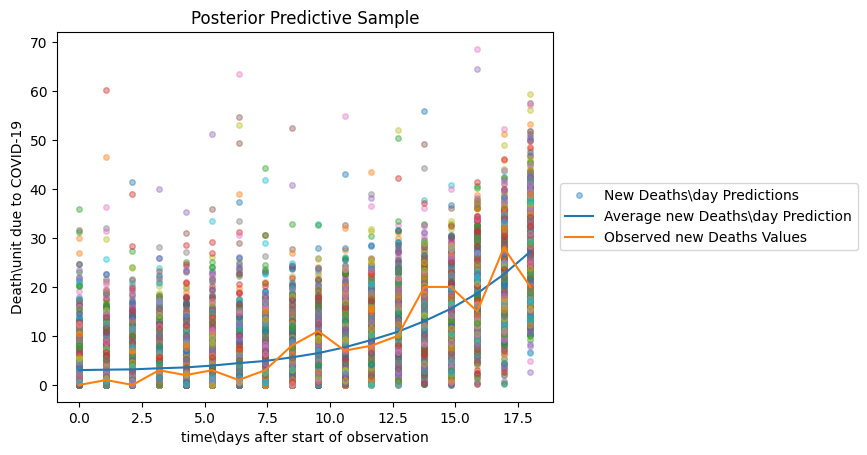 Posterior Predictive Sample
Death\unit due to COVID-19
70
60
50
40
30
20
10
0
0.0 2.5 5.0 7.5 10.0 12.5 15.0 17.5
time\days after start of observation
New Deaths\day Predictions
Average new Deaths\day Prediction
Observed new Deaths Values